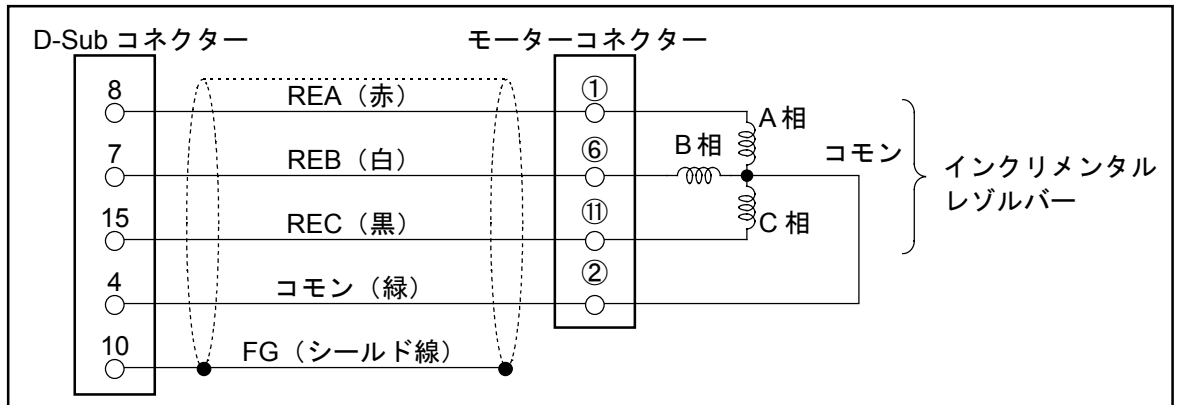 D-Sub コネクター
モーターコネクター
8
REA（赤）
①
A相
7
REB（白）
⑥
B相
コモン
インクリメンタル
レゾルバー
15
REC（黒）
⑪
C相
4
コモン（緑）
②
10
FG（シールド線）